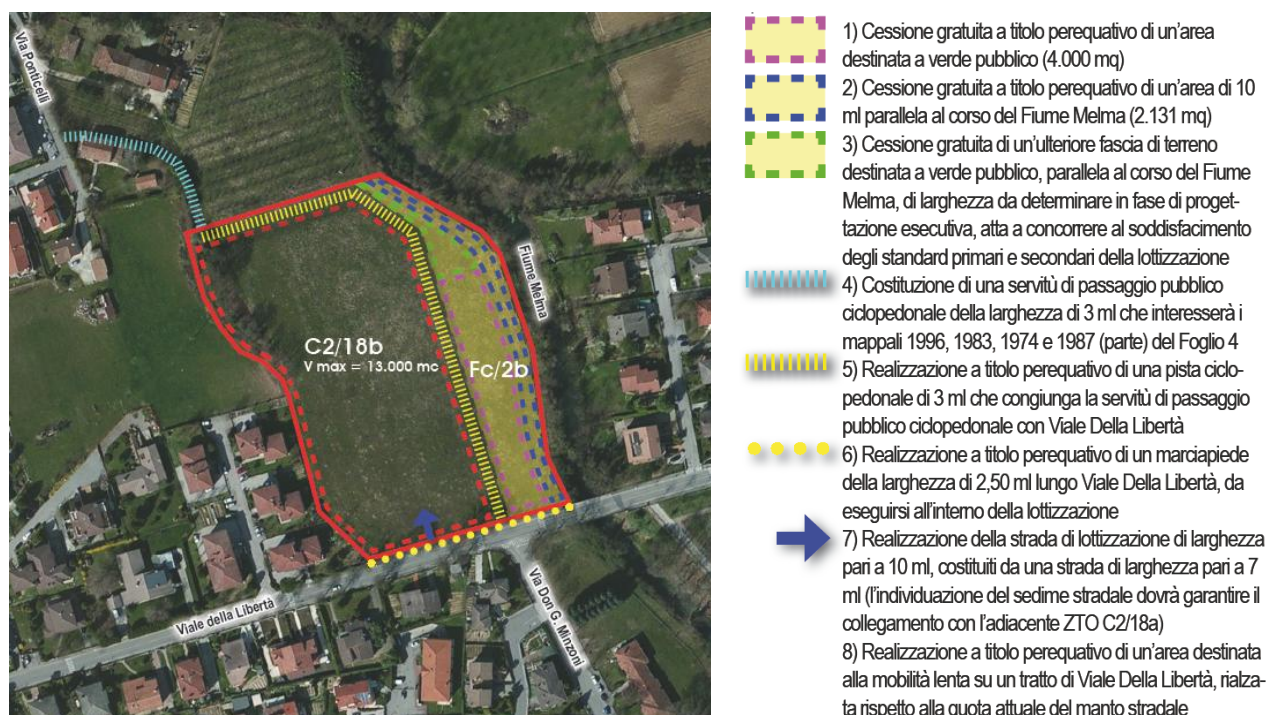 Via Ponticelli
Fiume Melma
C2/18b
V max = 13.000 mc
Fc/2b
Viale della Libertà
Via Don G. Minzoni
1) Cessione gratuita a titolo perequativo di un'area
destinata a verde pubblico (4.000 mq)
2) Cessione gratuita a titolo perequativo di un'area di 10
ml parallela al corso del Fiume Melma (2.131 mq)
3) Cessione gratuita di un'ulteriore fascia di terreno
destinata a verde pubblico, parallela al corso del Fiume
Melma, di larghezza da determinare in fase di proget-
tazione esecutiva, atta a concorrere al soddisfacimento
degli standard primari e secondari della lottizzazione
4) Costituzione di una servitù di passaggio pubblico
ciclopedonale della larghezza di 3 ml che interesserà i
mappali 1996, 1983, 1974 e 1987 (parte) del Foglio 4
5) Realizzazione a titolo perequativo di una pista ciclo-
pedonale di 3 ml che congiunga la servitù di passaggio
pubblico ciclopedonale con Viale Della Libertà
6) Realizzazione a titolo perequativo di un marciapiede
della larghezza di 2,50 ml lungo Viale Della Libertà, da
eseguirsi all'interno della lottizzazione
7) Realizzazione della strada di lottizzazione di larghezza
pari a 10 ml, costituiti da una strada di larghezza pari a 7
ml (l'individuazione del sedime stradale dovrà garantire il
collegamento con l'adiacente ZTO C2/18a)
8) Realizzazione a titolo perequativo di un'area destinata
alla mobilità lenta su un tratto di Viale Della Libertà, rialza-
ta rispetto alla quota attuale del manto stradale